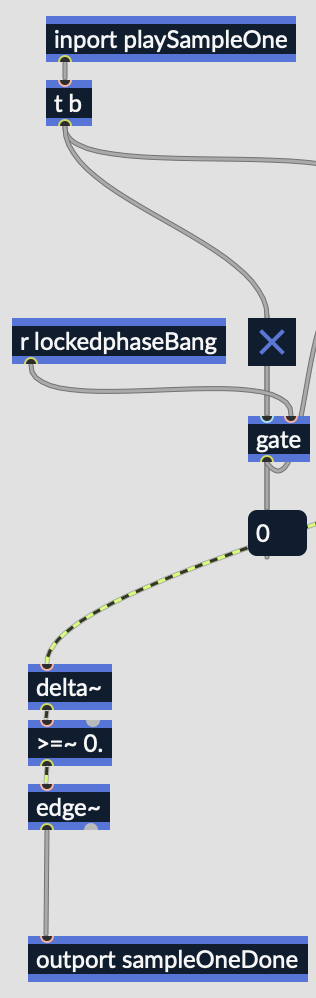 inport playSampleOne
t b
r lockedphaseBang
gate
0
delta~
>=~ 0.
edge~
outport sampleOneDone